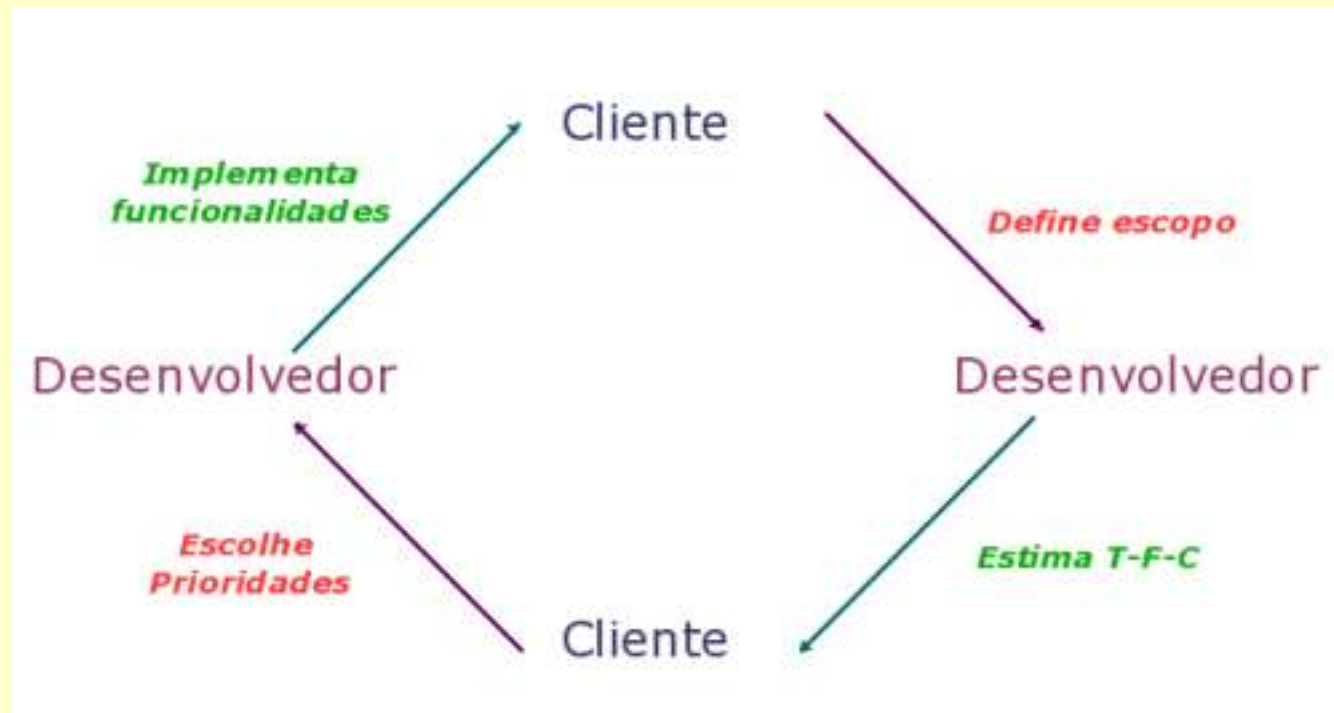 Cliente
Implementa
funcionalidades
Define escopo
Desenvolvedor
Desenvolvedor
Escolhe
Prioridades
Estima T-F-C
Cliente